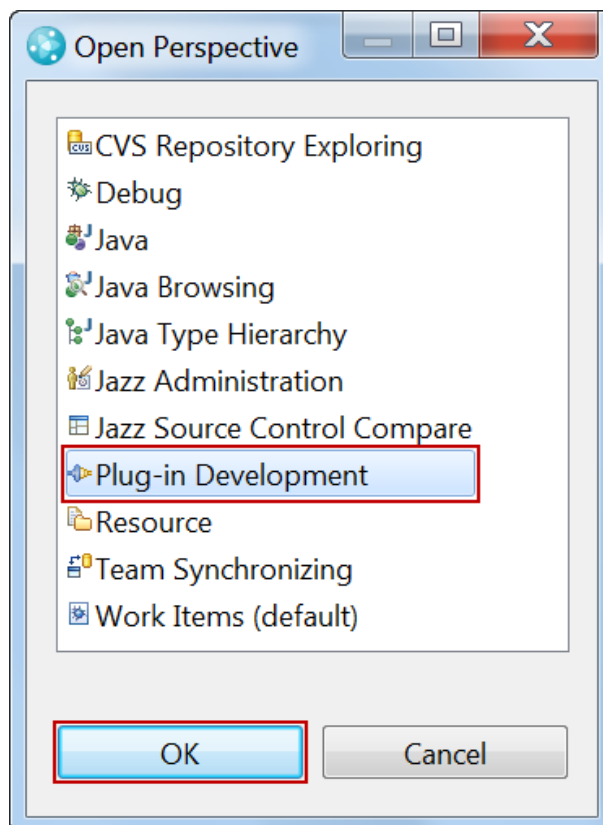 Open Perspective
CVS Repository Exploring
Debug
Java
Java Browsing
Java Type Hierarchy
Jazz Administration
Jazz Source Control Compare
Plug-in Development
Resource
Team Synchronizing
Work Items (default)
OK
Cancel